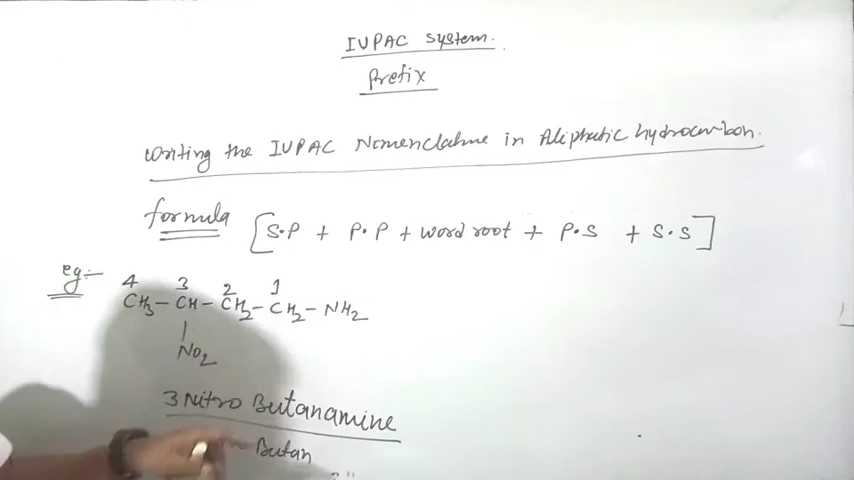 IUPAC System.
Prefix
Writing the IUPAC Nomenclature in Aliphatic hydrocarbon.
formula [S.P + P.P + word root + P.S + S.S]
eg:-
4 3 2 1
CH3 - CH - CH2 - CH2 - NH2
|
NO2
3 Nitro Butanamine
Butan